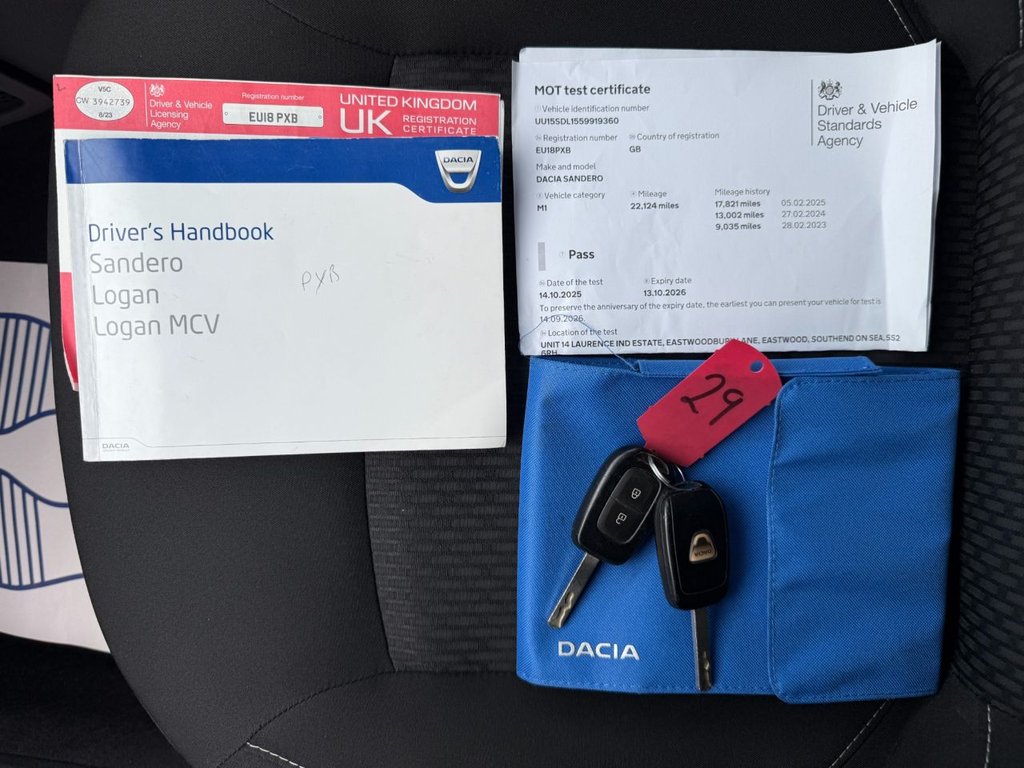 V5C
CW 3942739
8/23
Driver & Vehicle
Licensing
Agency
Registration number
EU18 PXB
UNITED KINGDOM
UK REGISTRATION
CERTIFICATE
DACIA
Driver's Handbook
Sandero
Logan
Logan MCV
PXB
DACIA
MOT test certificate
Vehicle identification number
UU15SDL1559919360
Registration number
EU18PXB
Country of registration
GB
Make and model
DACIA SANDERO
Vehicle category
M1
Mileage
22,124 miles
Mileage history
17,821 miles 05.02.2025
13,002 miles 27.02.2024
9,035 miles 28.02.2023
Pass
Date of the test
14.10.2025
Expiry date
13.10.2026
To preserve the anniversary of the expiry date, the earliest you can present your vehicle for test is
14.09.2026.
Location of the test
UNIT 14 LAURENCE IND ESTATE, EASTWOODBURY LANE, EASTWOOD, SOUTHEND ON SEA, SS2
6RH
Driver & Vehicle
Standards
Agency
29
DACIA
DACIA